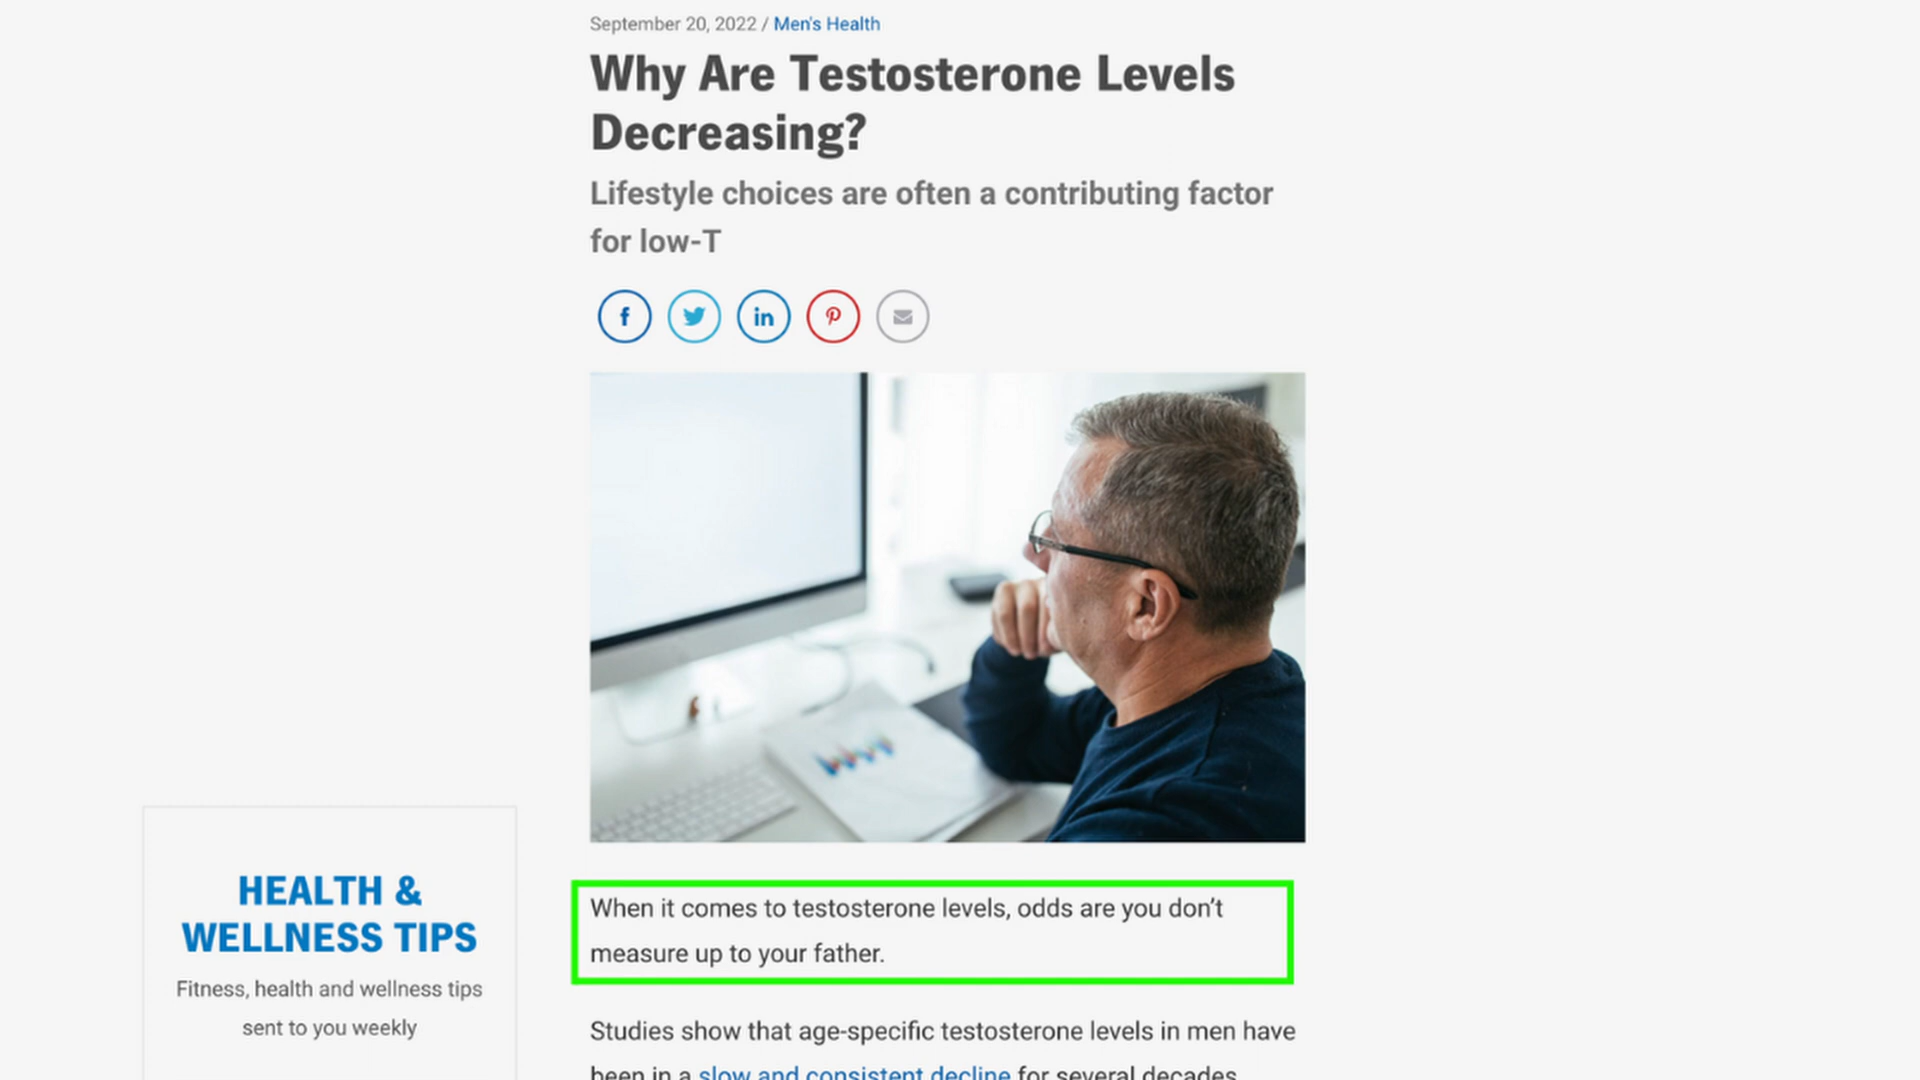 September 20, 2022 / Men's Health
Why Are Testosterone Levels
Decreasing?
Lifestyle choices are often a contributing factor
for low-T
f
in
HEALTH &
WELLNESS TIPS
Fitness, health and wellness tips
sent to you weekly
When it comes to testosterone levels, odds are you don’t
measure up to your father.
Studies show that age-specific testosterone levels in men have
been in a slow and consistent decline for several decades